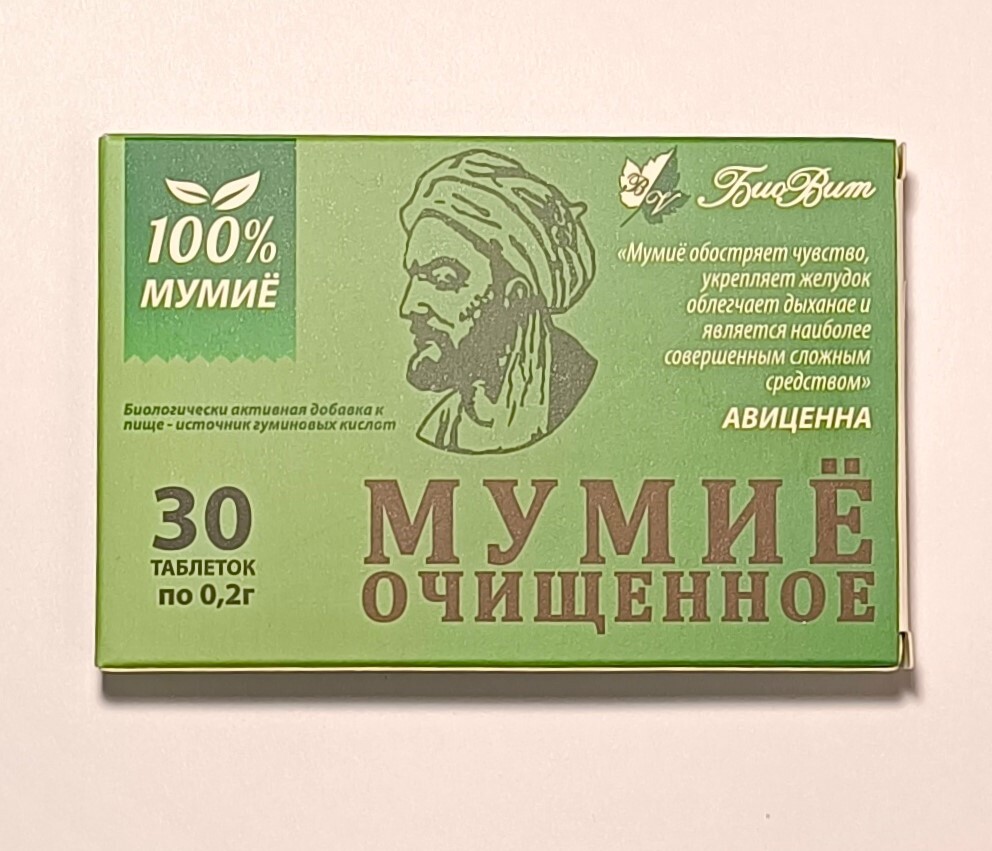 100%
МУМИЁ
BV
БиоВит
«Мумиё обостряет чувство,
укрепляет желудок
облегчает дыханае и
является наиболее
совершенным сложным
средством»
АВИЦЕННА
Биологически активная добавка к
пище - источник гуминовых кислот
30
ТАБЛЕТОК
по 0,2г
МУМИЁ
ОЧИЩЕННОЕ